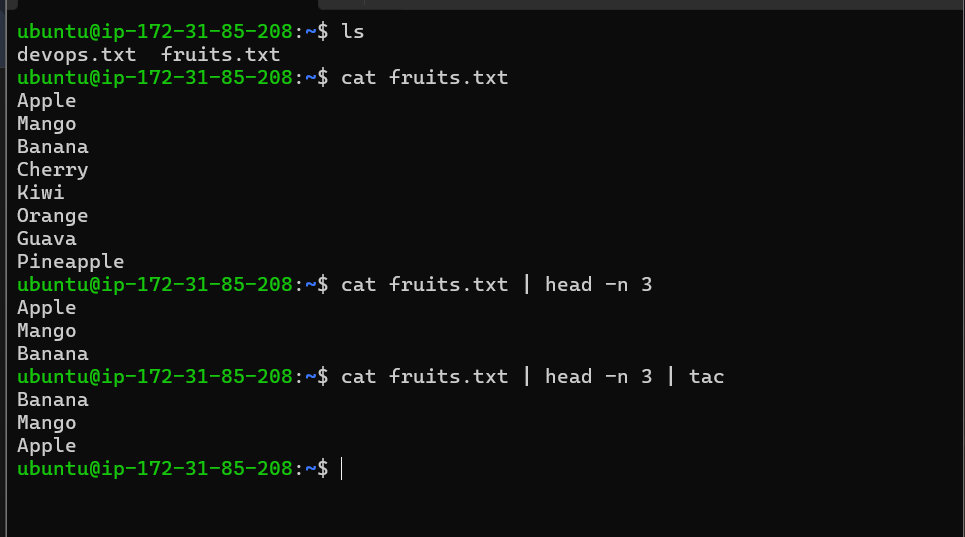 ubuntu@ip-172-31-85-208:~$ ls
devops.txt  fruits.txt
ubuntu@ip-172-31-85-208:~$ cat fruits.txt
Apple
Mango
Banana
Cherry
Kiwi
Orange
Guava
Pineapple
ubuntu@ip-172-31-85-208:~$ cat fruits.txt | head -n 3
Apple
Mango
Banana
ubuntu@ip-172-31-85-208:~$ cat fruits.txt | head -n 3 | tac
Banana
Mango
Apple
ubuntu@ip-172-31-85-208:~$